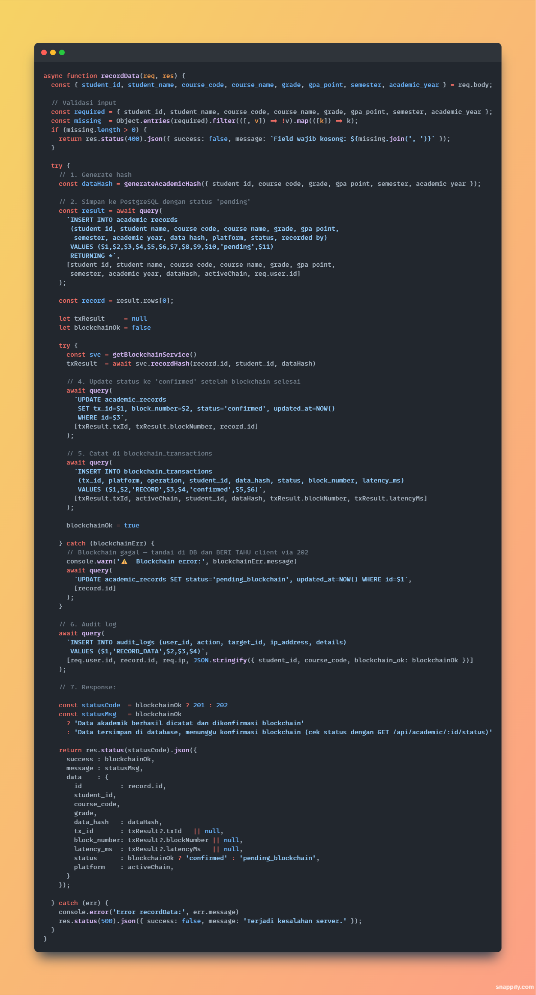 async function recordData(req, res) {
  const { student_id, student_name, course_code, course_name, grade, gpa_point, semester, academic_year } = req.body;

  // Validasi input
  const required = { student_id, student_name, course_code, course_name, grade, gpa_point, semester, academic_year };
  const missing  = Object.entries(required).filter(([, v]) => !v).map(([k]) => k);
  if (missing.length > 0) {
    return res.status(400).json({ success: false, message: `Field wajib kosong: ${missing.join(', ')}` });
  }

  try {
    // 1. Generate hash
    const dataHash = generateAcademicHash({ student_id, course_code, grade, gpa_point, semester, academic_year });

    // 2. Simpan ke PostgreSQL dengan status 'pending'
    const result = await query(
      `INSERT INTO academic_records
       (student_id, student_name, course_code, course_name, grade, gpa_point,
        semester, academic_year, data_hash, platform, status, recorded_by)
       VALUES ($1,$2,$3,$4,$5,$6,$7,$8,$9,$10,'pending',$11)
       RETURNING *`,
      [student_id, student_name, course_code, course_name, grade, gpa_point,
       semester, academic_year, dataHash, activeChain, req.user.id]
    );

    const record = result.rows[0];

    let txResult     = null
    let blockchainOk = false

    try {
      const svc = getBlockchainService()
      txResult  = await svc.recordHash(record.id, student_id, dataHash)

      // 4. Update status ke 'confirmed' setelah blockchain selesai
      await query(
        `UPDATE academic_records
         SET tx_id=$1, block_number=$2, status='confirmed', updated_at=NOW()
         WHERE id=$3`,
        [txResult.txId, txResult.blockNumber, record.id]
      );

      // 5. Catat di blockchain_transactions
      await query(
        `INSERT INTO blockchain_transactions
         (tx_id, platform, operation, student_id, data_hash, status, block_number, latency_ms)
         VALUES ($1,$2,'RECORD',$3,$4,'confirmed',$5,$6)`,
        [txResult.txId, activeChain, student_id, dataHash, txResult.blockNumber, txResult.latencyMs]
      );

      blockchainOk = true

    } catch (blockchainErr) {
      // Blockchain gagal — tandai di DB dan BERI TAHU client via 202
      console.warn('⚠️  Blockchain error:', blockchainErr.message)
      await query(
        `UPDATE academic_records SET status='pending_blockchain', updated_at=NOW() WHERE id=$1`,
        [record.id]
      );
    }

    // 6. Audit log
    await query(
      `INSERT INTO audit_logs (user_id, action, target_id, ip_address, details)
       VALUES ($1,'RECORD_DATA',$2,$3,$4)`,
      [req.user.id, record.id, req.ip, JSON.stringify({ student_id, course_code, blockchain_ok: blockchainOk })]
    );

    // 7. Response:

    const statusCode  = blockchainOk ? 201 : 202
    const statusMsg   = blockchainOk
      ? 'Data akademik berhasil dicatat dan dikonfirmasi blockchain'
      : 'Data tersimpan di database, menunggu konfirmasi blockchain (cek status dengan GET /api/academic/:id/status)'

    return res.status(statusCode).json({
      success : blockchainOk,
      message : statusMsg,
      data    : {
        id          : record.id,
        student_id,
        course_code,
        grade,
        data_hash   : dataHash,
        tx_id       : txResult2.txId   || null,
        block_number: txResult2.blockNumber || null,
        latency_ms  : txResult2.latencyMs   || null,
        status      : blockchainOk ? 'confirmed' : 'pending_blockchain',
        platform    : activeChain,
      }
    });

  } catch (err) {
    console.error('Error recordData:', err.message)
    res.status(500).json({ success: false, message: "Terjadi kesalahan server." });
  }
}
snappify.com